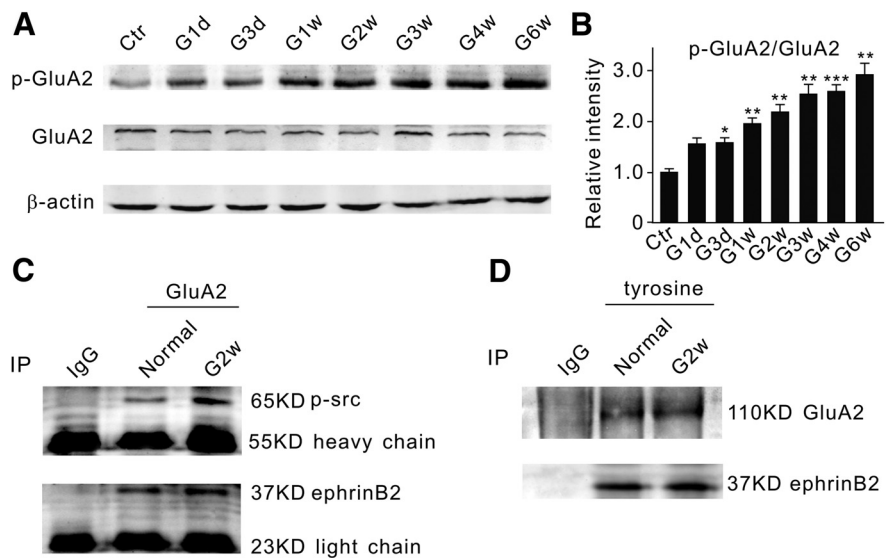 A
Ctr G1d G3d G1w G2w G3w G4w G6w
p-GluA2
GluA2
β-actin
B
p-GluA2/GluA2
Relative intensity
3.0
2.0
1.0
0
* ** ** ** *** **
Ctr G1d G3d G1w G2w G3w G4w G6w
C
GluA2
IP IgG Normal G2w
65KD p-src
55KD heavy chain
37KD ephrinB2
23KD light chain
D
tyrosine
IP IgG Normal G2w
110KD GluA2
37KD ephrinB2